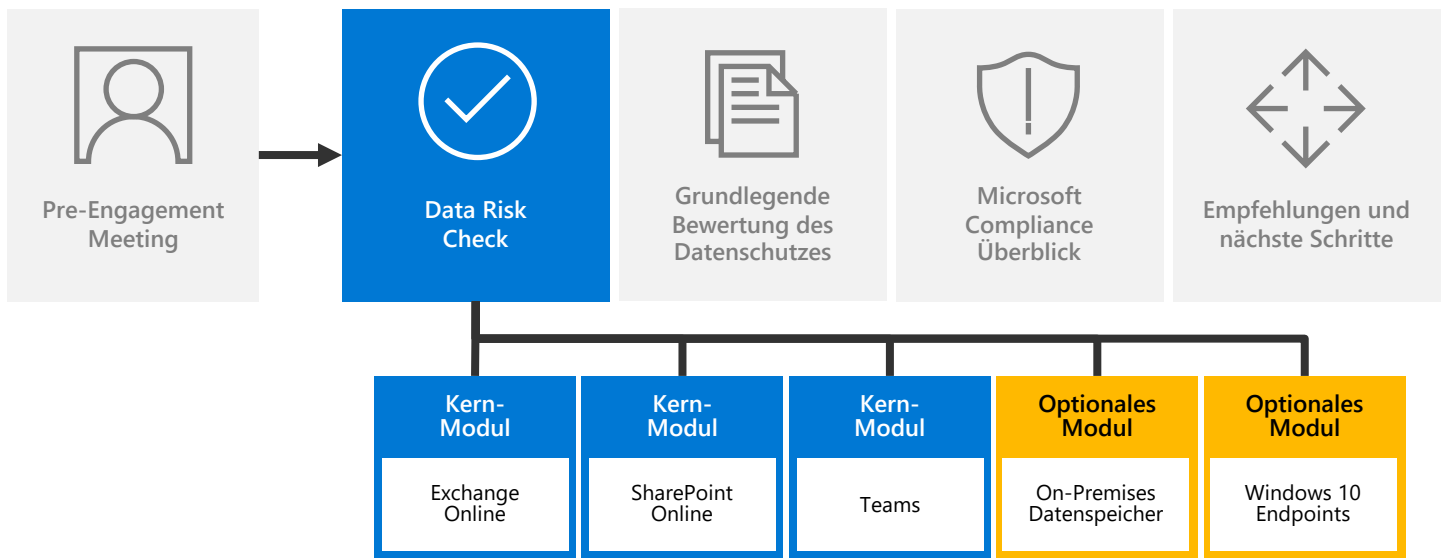 Pre-Engagement
Meeting
Data Risk
Check
Grundlegende
Bewertung des
Datenschutzes
Microsoft
Compliance
Überblick
Empfehlungen und
nächste Schritte
Kern-
Modul
Exchange
Online
Kern-
Modul
SharePoint
Online
Kern-
Modul
Teams
Optionales
Modul
On-Premises
Datenspeicher
Optionales
Modul
Windows 10
Endpoints